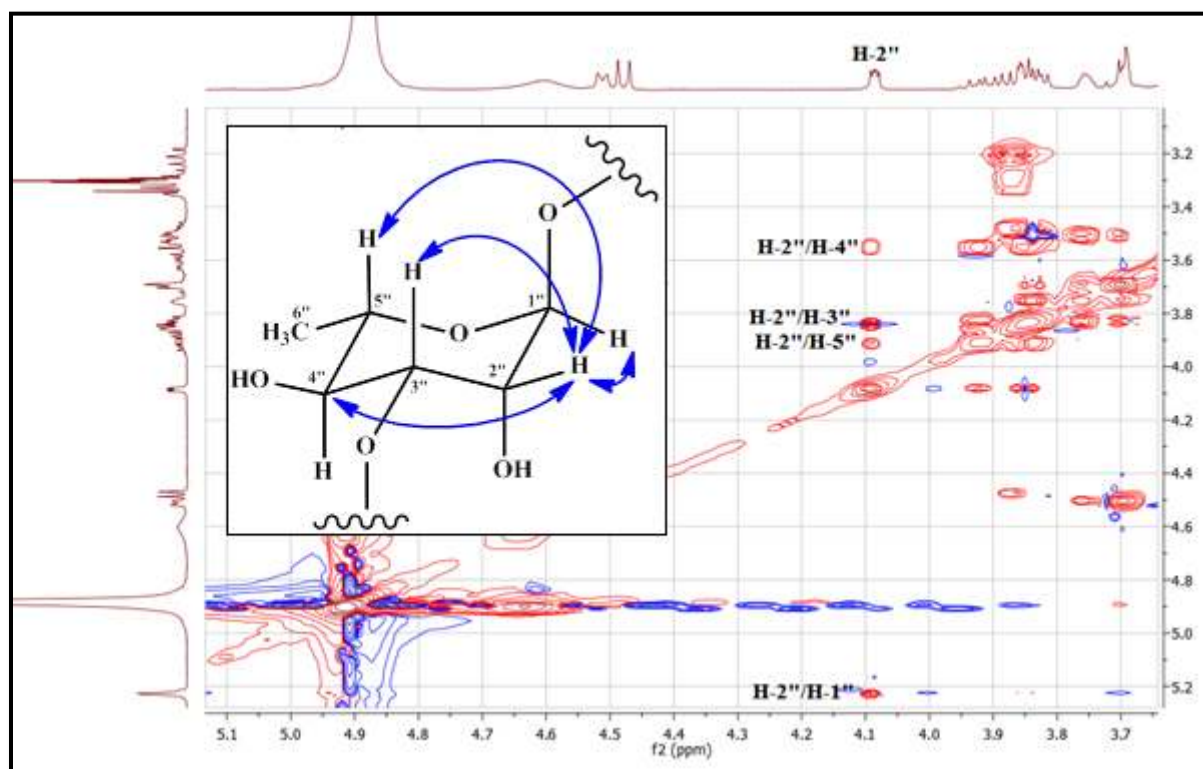 H-2"
H
O
H
5"
1"
6"
H₃C
O
H
H
HO
4"
3"
2"
O
H
OH
H-2"/H-4"
H-2"/H-3"
H-2"/H-5"
H-2"/H-1"
3.2
3.4
3.6
3.8
4.0
4.2
4.4
4.6
4.8
5.0
5.2
5.1 4.9 4.8 4.7 4.6 4.5 4.4 4.3 4.2 4.1 4.0 3.9 3.8 3.7
f2 (ppm)